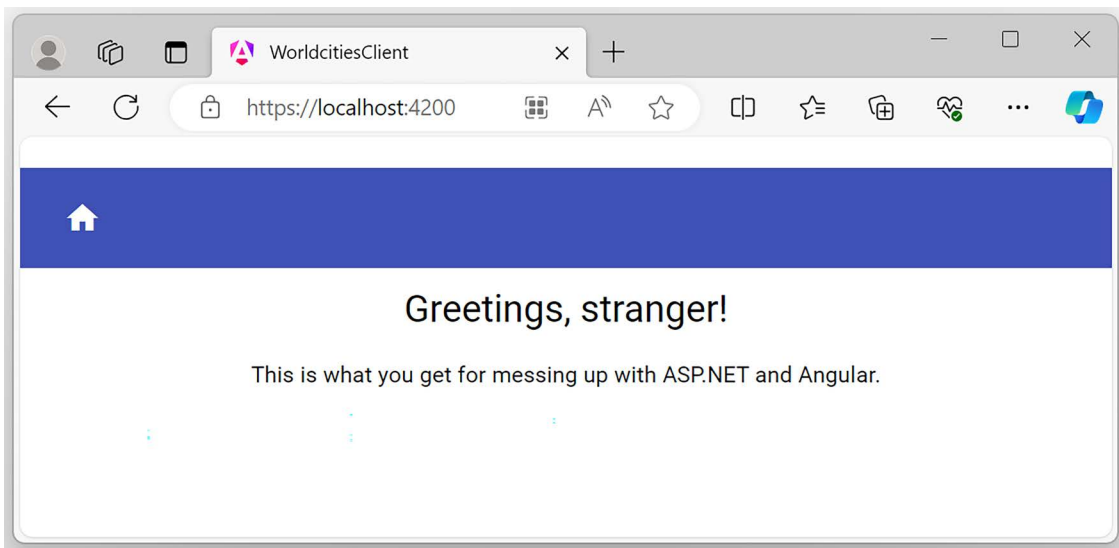 WorldcitiesClient
https://localhost:4200
Greetings, stranger!
This is what you get for messing up with ASP.NET and Angular.